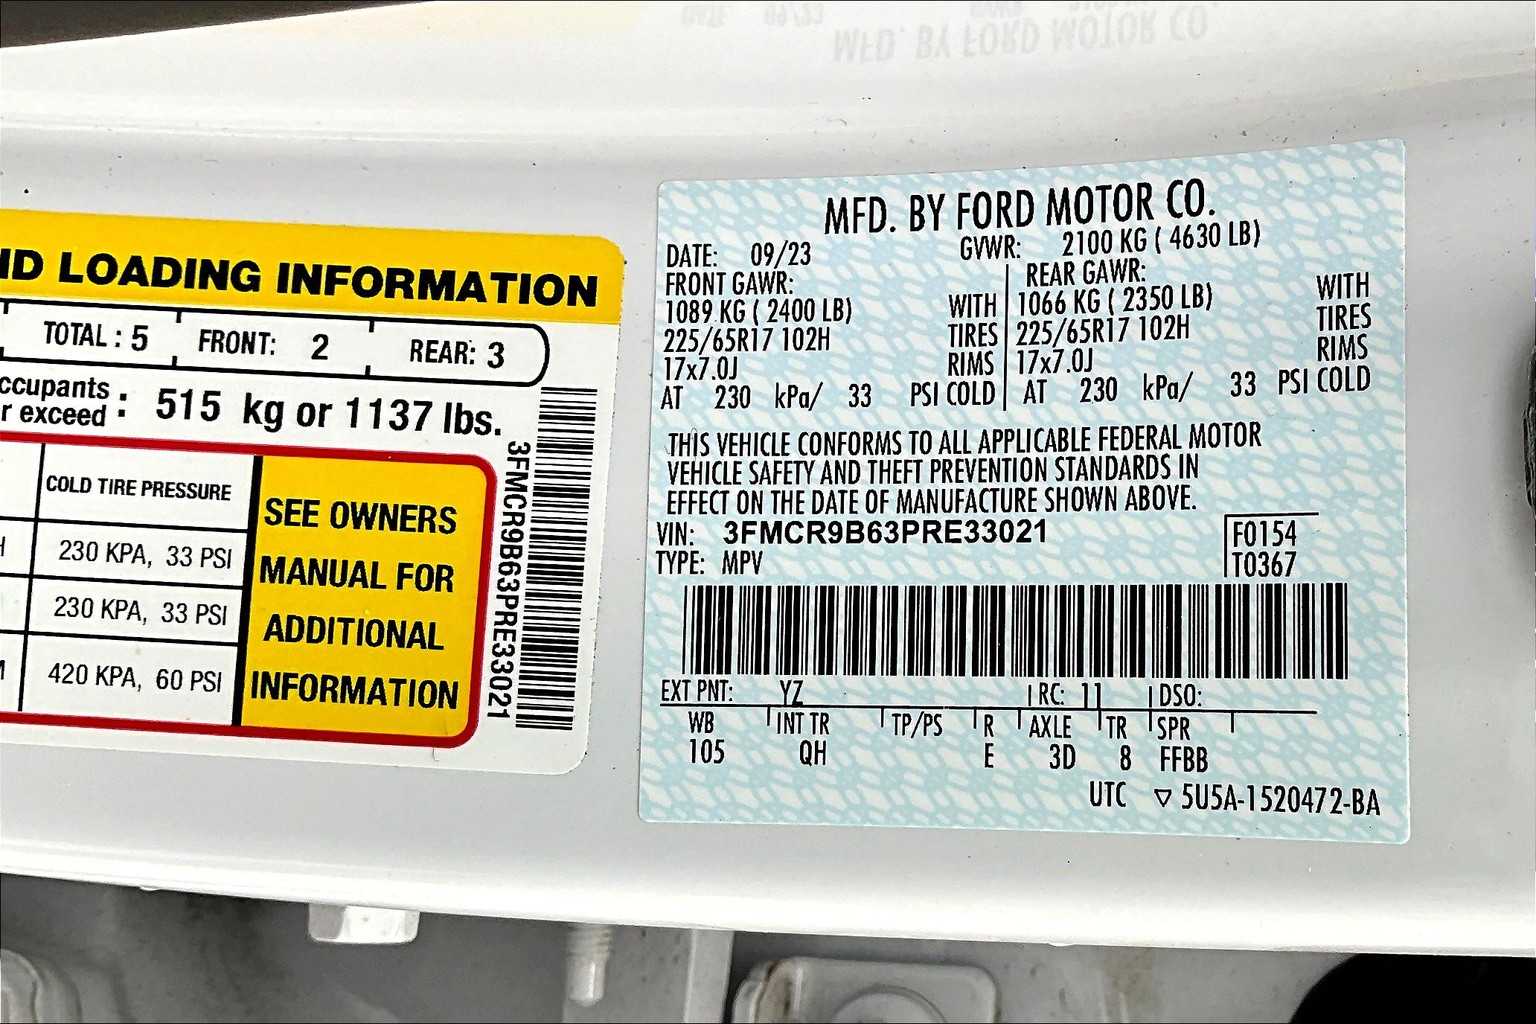 ND LOADING INFORMATION
TOTAL : 5 FRONT: 2 REAR: 3
ccupants
r exceed : 515 kg or 1137 lbs.
COLD TIRE PRESSURE
230 KPA, 33 PSI
230 KPA, 33 PSI
420 KPA, 60 PSI
SEE OWNERS
MANUAL FOR
ADDITIONAL
INFORMATION
3FMCR9B63PRE33021
MFD. BY FORD MOTOR CO.
DATE: 09/23 GVWR: 2100 KG ( 4630 LB)
FRONT GAWR: REAR GAWR:
1089 KG ( 2400 LB) WITH 1066 KG ( 2350 LB) WITH
225/65R17 102H TIRES 225/65R17 102H TIRES
17x7.0J RIMS 17x7.0J RIMS
AT 230 kPa/ 33 PSI COLD AT 230 kPa/ 33 PSI COLD
THIS VEHICLE CONFORMS TO ALL APPLICABLE FEDERAL MOTOR
VEHICLE SAFETY AND THEFT PREVENTION STANDARDS IN
EFFECT ON THE DATE OF MANUFACTURE SHOWN ABOVE.
VIN: 3FMCR9B63PRE33021 F0154
TYPE: MPV T0367
EXT PNT: YZ RC: 11 DSO:
WB INT TR TP/PS R AXLE TR SPR
105 QH E 3D 8 FFBB
UTC ▽ 5U5A-1520472-BA